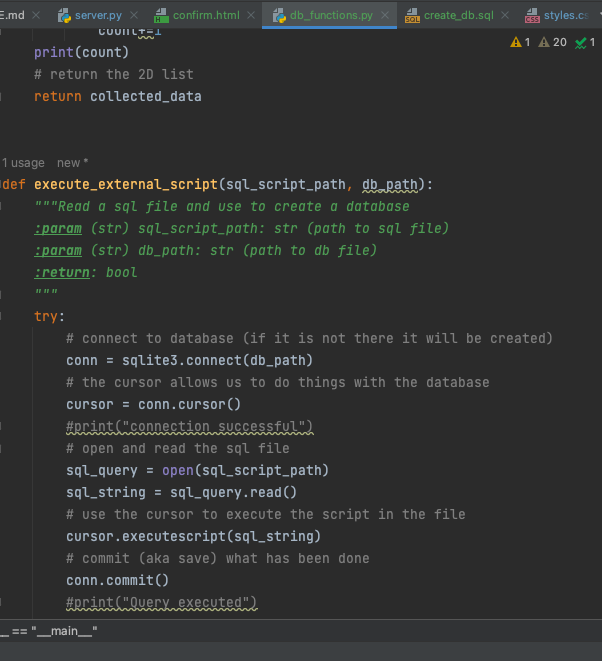 E.md
server.py
confirm.html
db_functions.py
create_db.sql
styles.cs
1 20 1
count+=1
print(count)
# return the 2D list
return collected_data
1 usage new *
def execute_external_script(sql_script_path, db_path):
"""Read a sql file and use to create a database
:param (str) sql_script_path: str (path to sql file)
:param (str) db_path: str (path to db file)
:return: bool
"""
try:
# connect to database (if it is not there it will be created)
conn = sqlite3.connect(db_path)
# the cursor allows us to do things with the database
cursor = conn.cursor()
#print("connection successful")
# open and read the sql file
sql_query = open(sql_script_path)
sql_string = sql_query.read()
# use the cursor to execute the script in the file
cursor.executescript(sql_string)
# commit (aka save) what has been done
conn.commit()
#print("Query executed")
__ == "__main__"